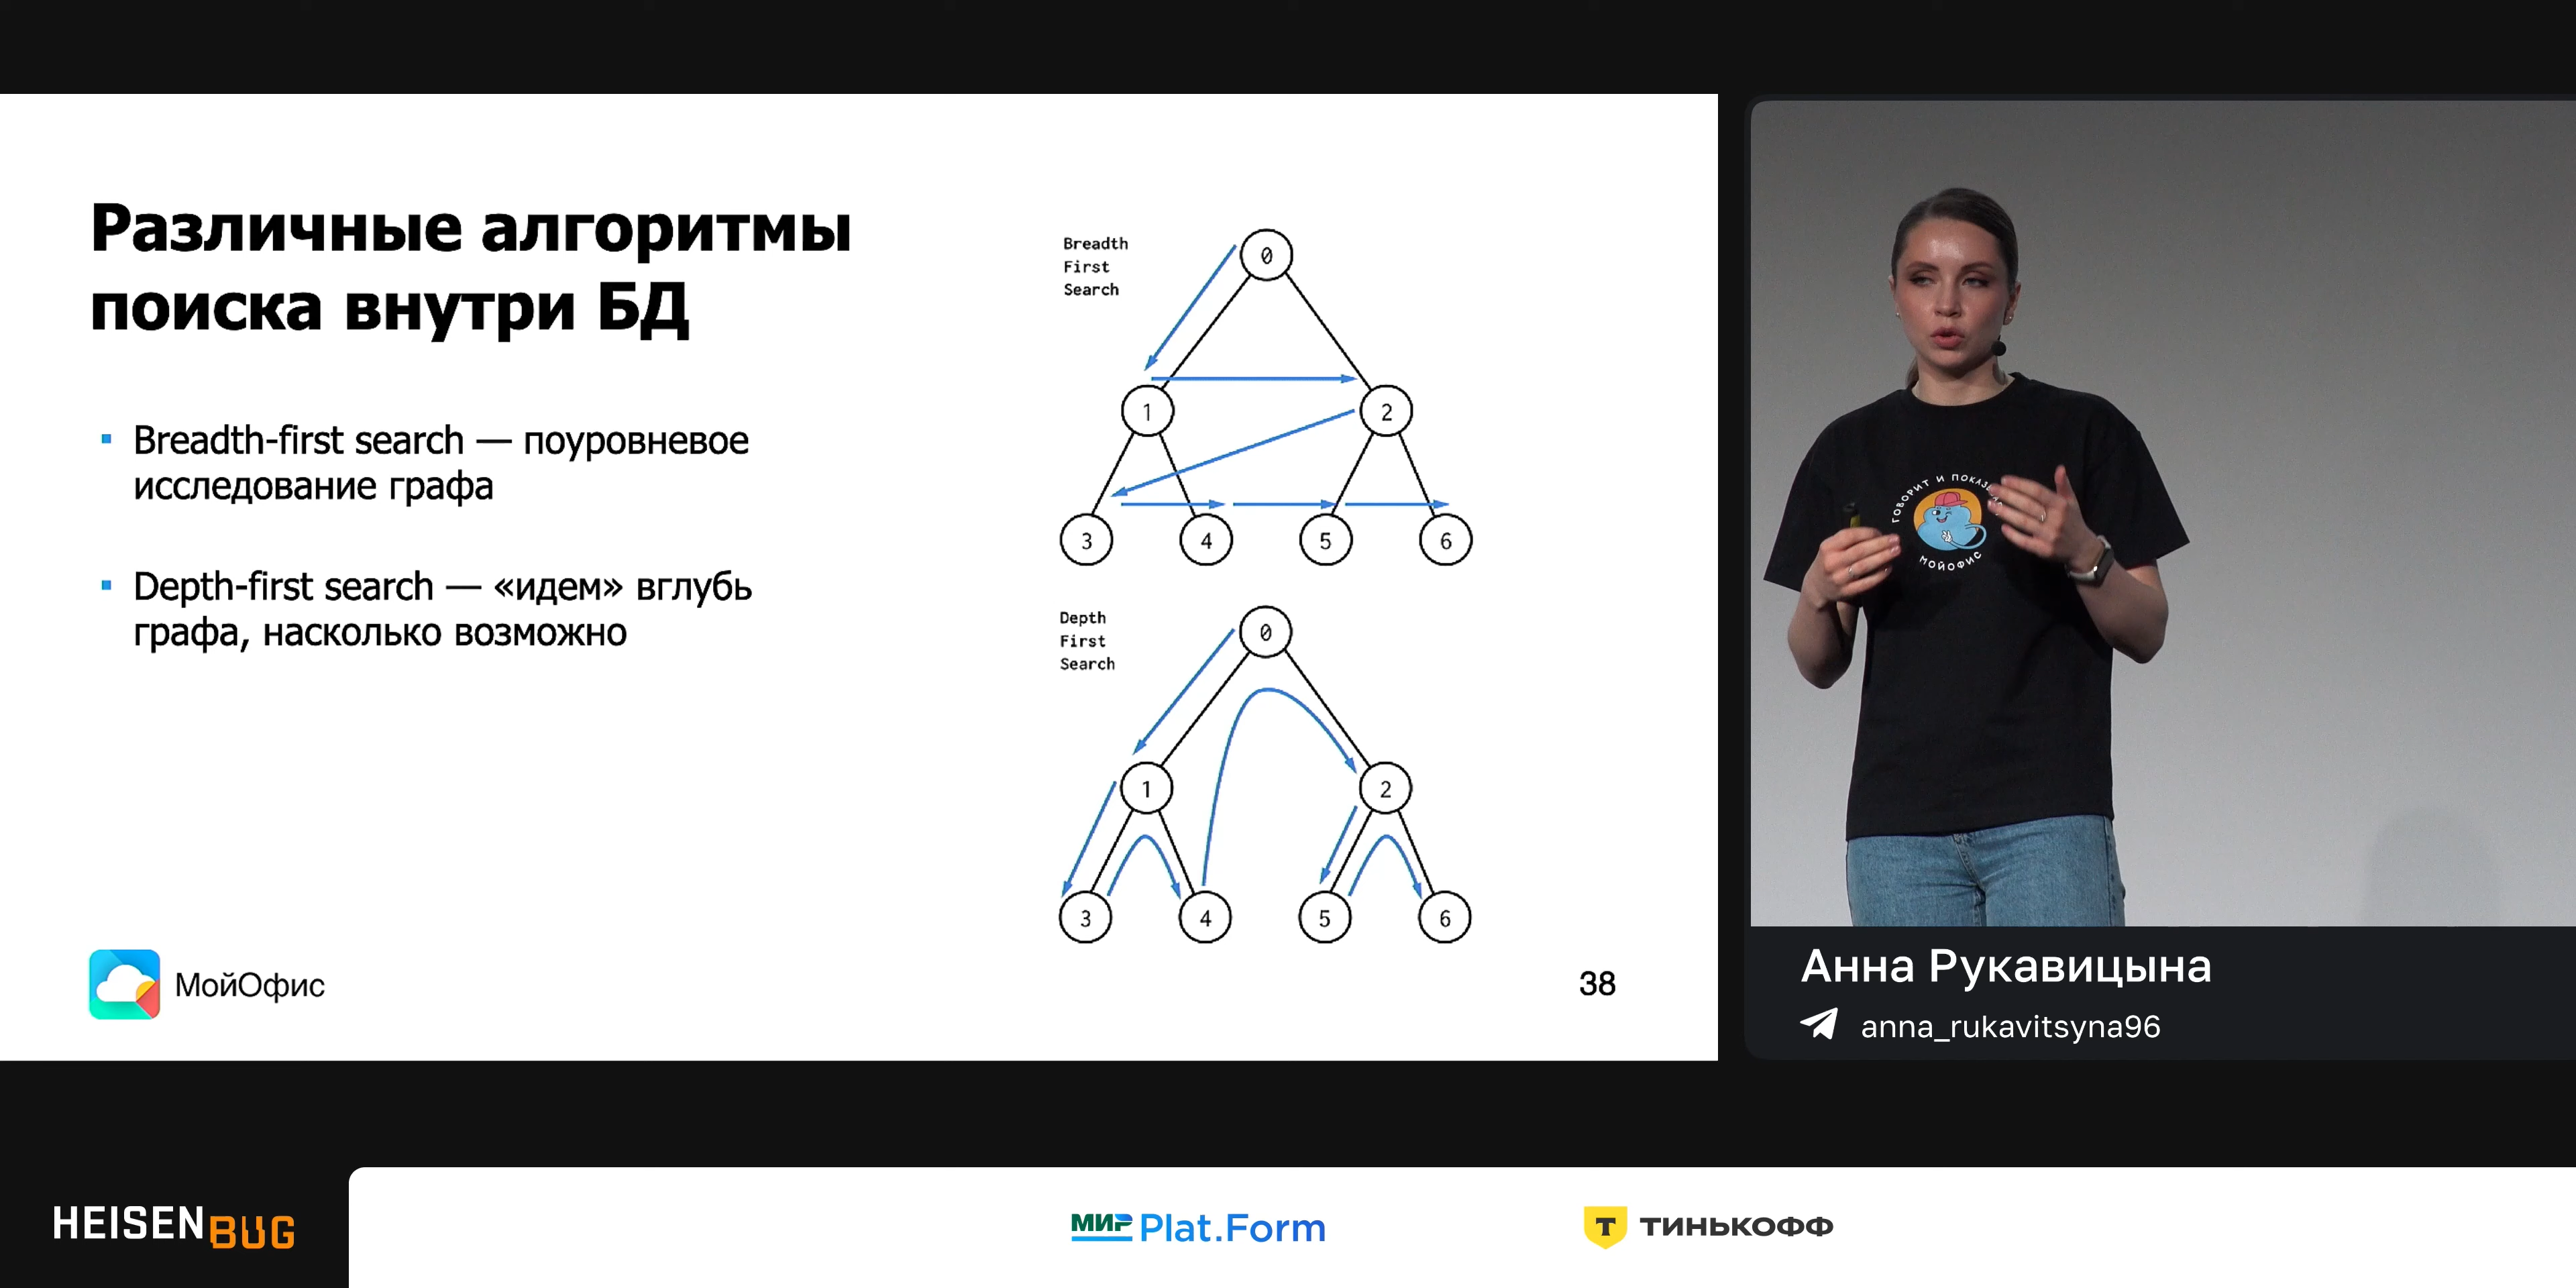 Различные алгоритмы
поиска внутри БД
Breadth-first search — поуровневое
исследование графа
Depth-first search — «идем» вглубь
графа, насколько возможно
Breadth
First
Search
0
1
2
3
4
5
6
Depth
First
Search
0
1
2
3
4
5
6
МойОфис
38
МОЙОФИС
Анна Рукавицына
anna_rukavitsyna96
HEISENBUG
МИР Plat.Form
Т ТИНЬКОФФ